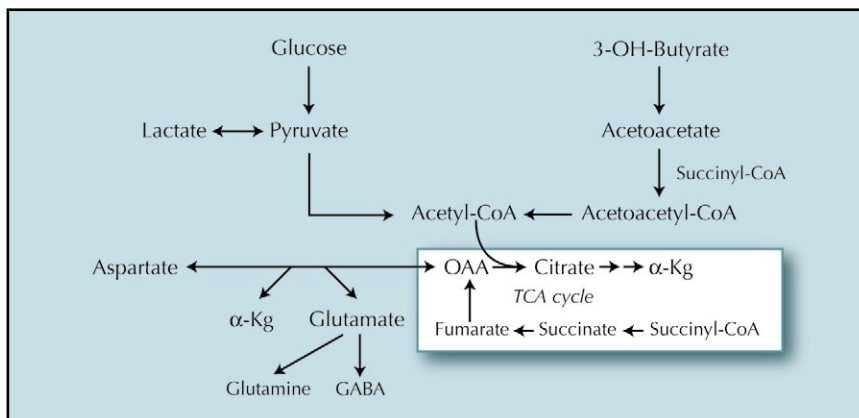 Glucose 3-OH-Butyrate
Lactate Pyruvate Acetoacetate
Succinyl-CoA
Acetyl-CoA Acetoacetyl-CoA
Aspartate OAA Citrate α-Kg
TCA cycle
α-Kg Glutamate Fumarate Succinate Succinyl-CoA
Glutamine GABA